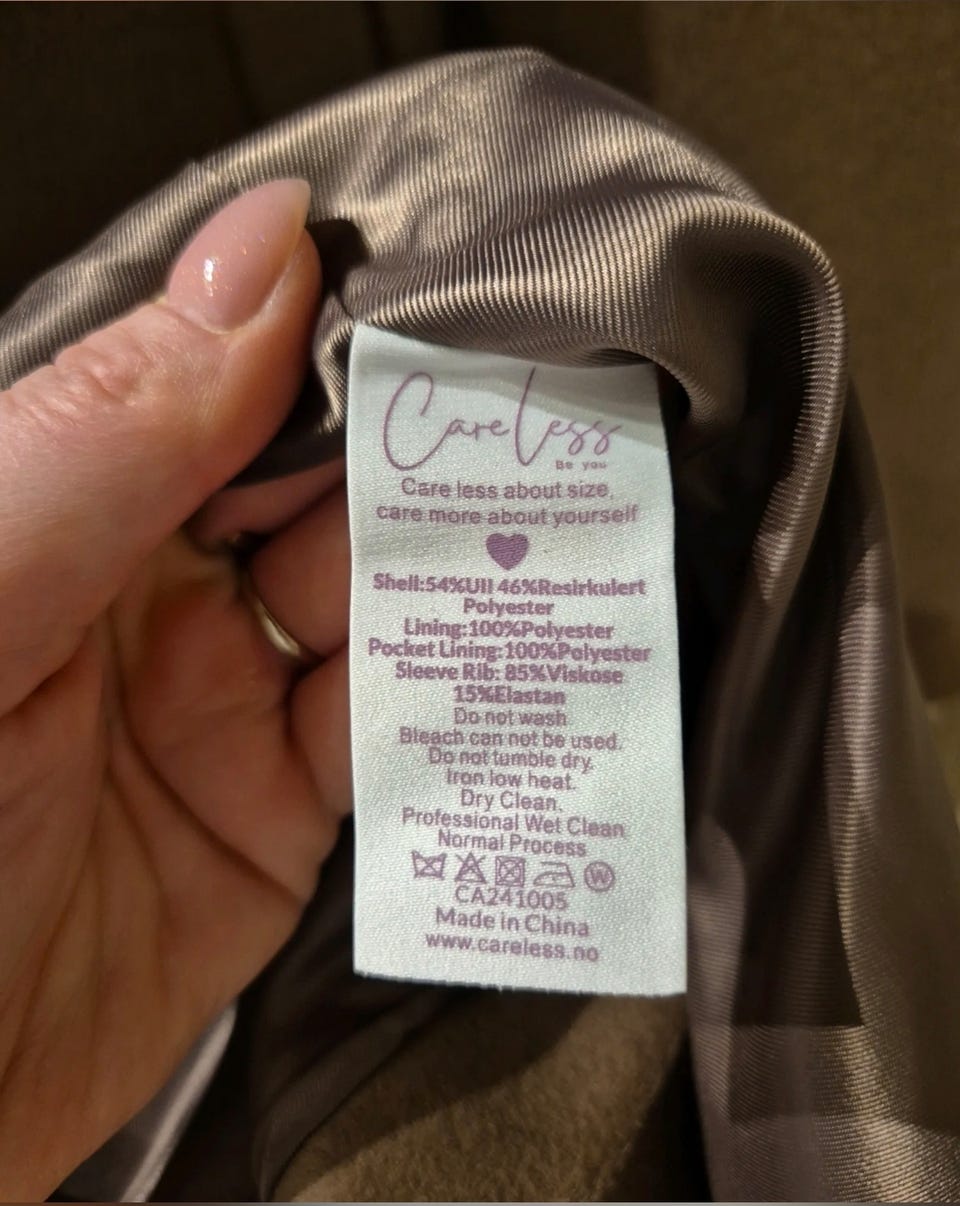 CareLess
Be you
Care less about size,
care more about yourself
Shell:54%Ull 46%Resirkulert
Polyester
Lining:100%Polyester
Pocket Lining:100%Polyester
Sleeve Rib: 85%Viskose
15%Elastan
Do not wash
Bleach can not be used.
Do not tumble dry.
Iron low heat.
Dry Clean.
Professional Wet Clean
Normal Process
W
CA241005
Made in China
www.careless.no